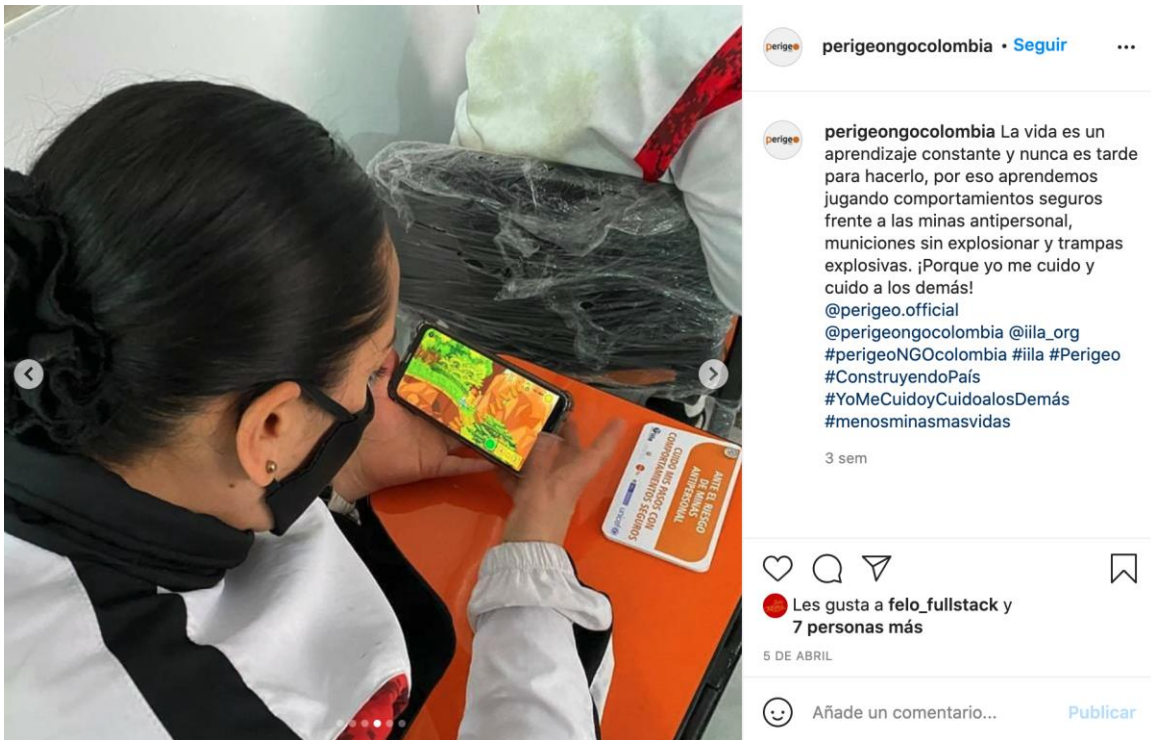 perigeo
perigeongocolombia • Seguir
perigeo
perigeongocolombia La vida es un
aprendizaje constante y nunca es tarde
para hacerlo, por eso aprendemos
jugando comportamientos seguros
frente a las minas antipersonal,
municiones sin explosionar y trampas
explosivas. ¡Porque yo me cuido y
cuido a los demás!
@perigeo.official
@perigeongocolombia @iila_org
#perigeoNGOcolombia #iila #Perigeo
#ConstruyendoPaís
#YoMeCuidoyCuidoalosDemás
#menosminasmasvidas
3 sem
Les gusta a felo_fullstack y
7 personas más
5 DE ABRIL
Añade un comentario...
Publicar
ANTE EL RIESGO
DE MINAS
ANTIPERSONAL
CUIDO MIS PASOS CON
COMPORTAMIENTOS SEGUROS
unicef